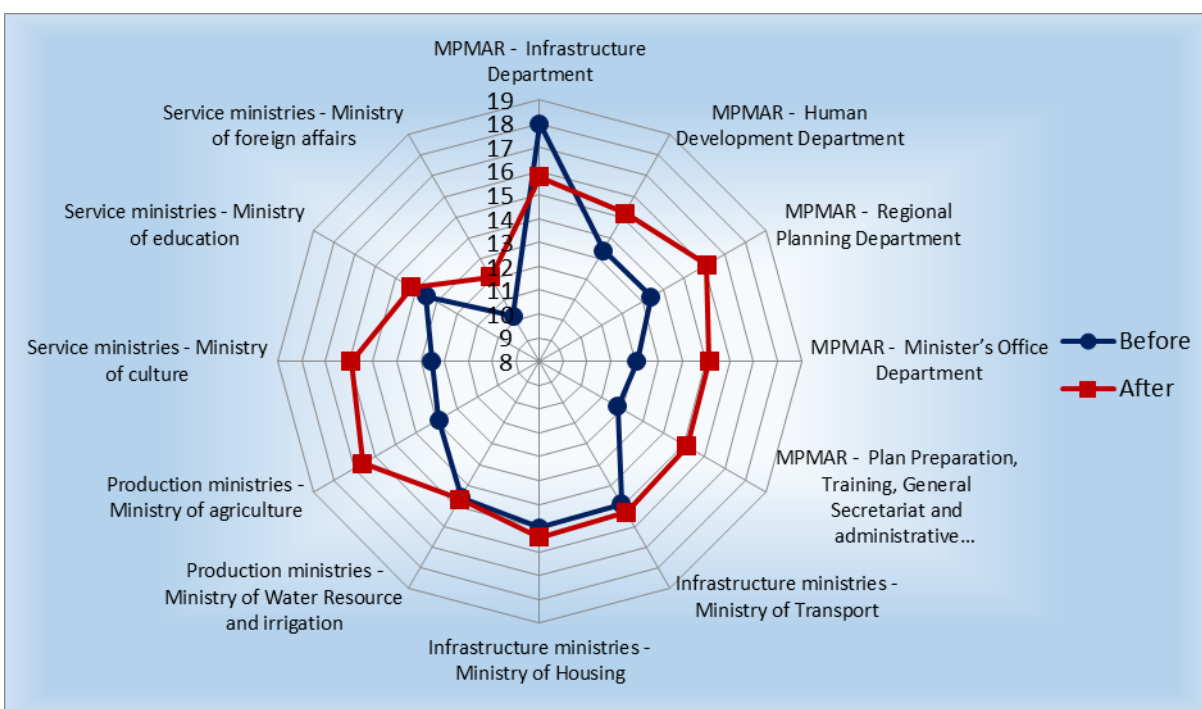 MPMAR - Infrastructure
Department
MPMAR - Human
Development Department
MPMAR - Regional
Planning Department
MPMAR - Minister’s Office
Department
MPMAR - Plan Preparation,
Training, General
Secretariat and
administrative...
Infrastructure ministries -
Ministry of Transport
Infrastructure ministries -
Ministry of Housing
Production ministries -
Ministry of Water Resource
and irrigation
Production ministries -
Ministry of agriculture
Service ministries - Ministry
of culture
Service ministries - Ministry
of education
Service ministries - Ministry
of foreign affairs
19
18
17
16
15
14
13
12
11
10
9
8
Before
After